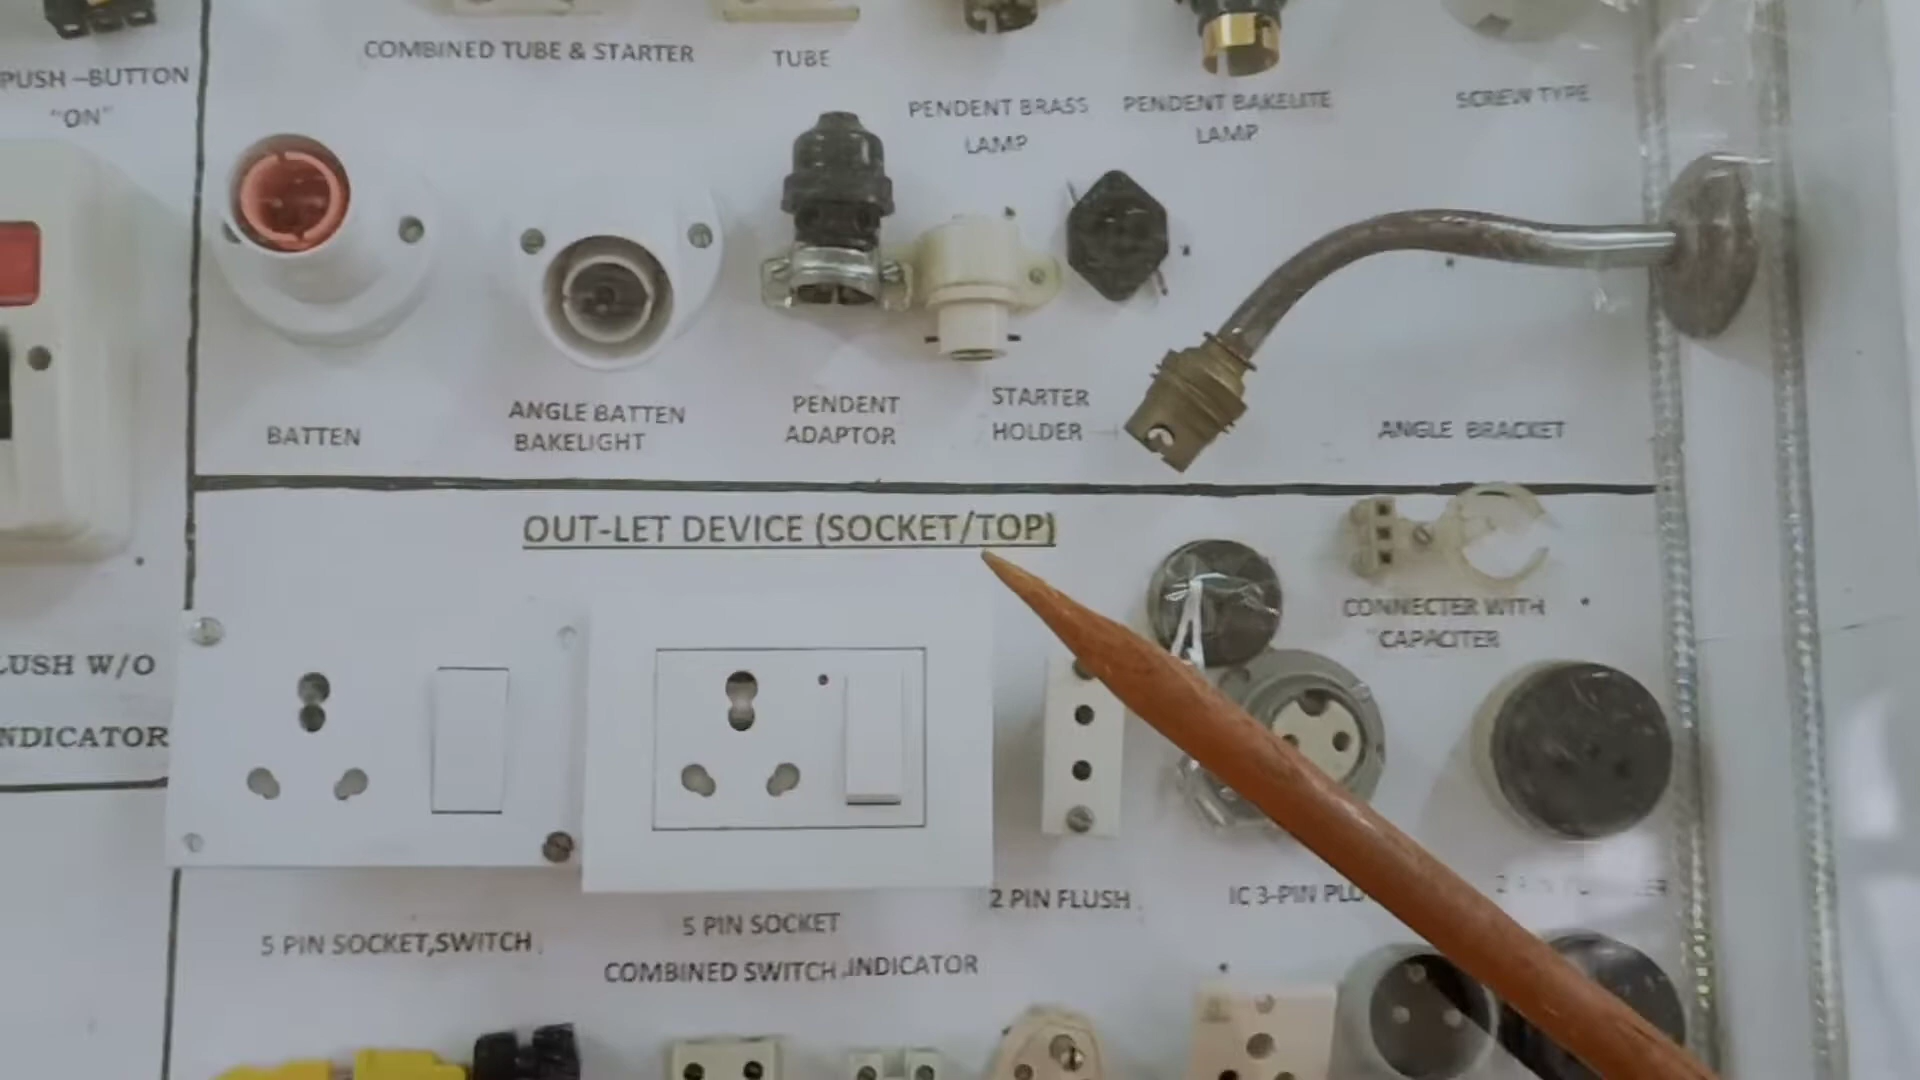 COMBINED TUBE & STARTER
TUBE
PUSH –BUTTON
"ON"
PENDENT BRASS
LAMP
PENDENT BAKELITE
LAMP
SCREW TYPE
BATTEN
ANGLE BATTEN
BAKELIGHT
PENDENT
ADAPTOR
STARTER
HOLDER
ANGLE BRACKET
OUT-LET DEVICE (SOCKET/TOP)
CONNECTER WITH
CAPACITER
LUSH W/O
NDICATOR
5 PIN SOCKET,SWITCH
5 PIN SOCKET
COMBINED SWITCH .INDICATOR
2 PIN FLUSH
IC 3-PIN PLU